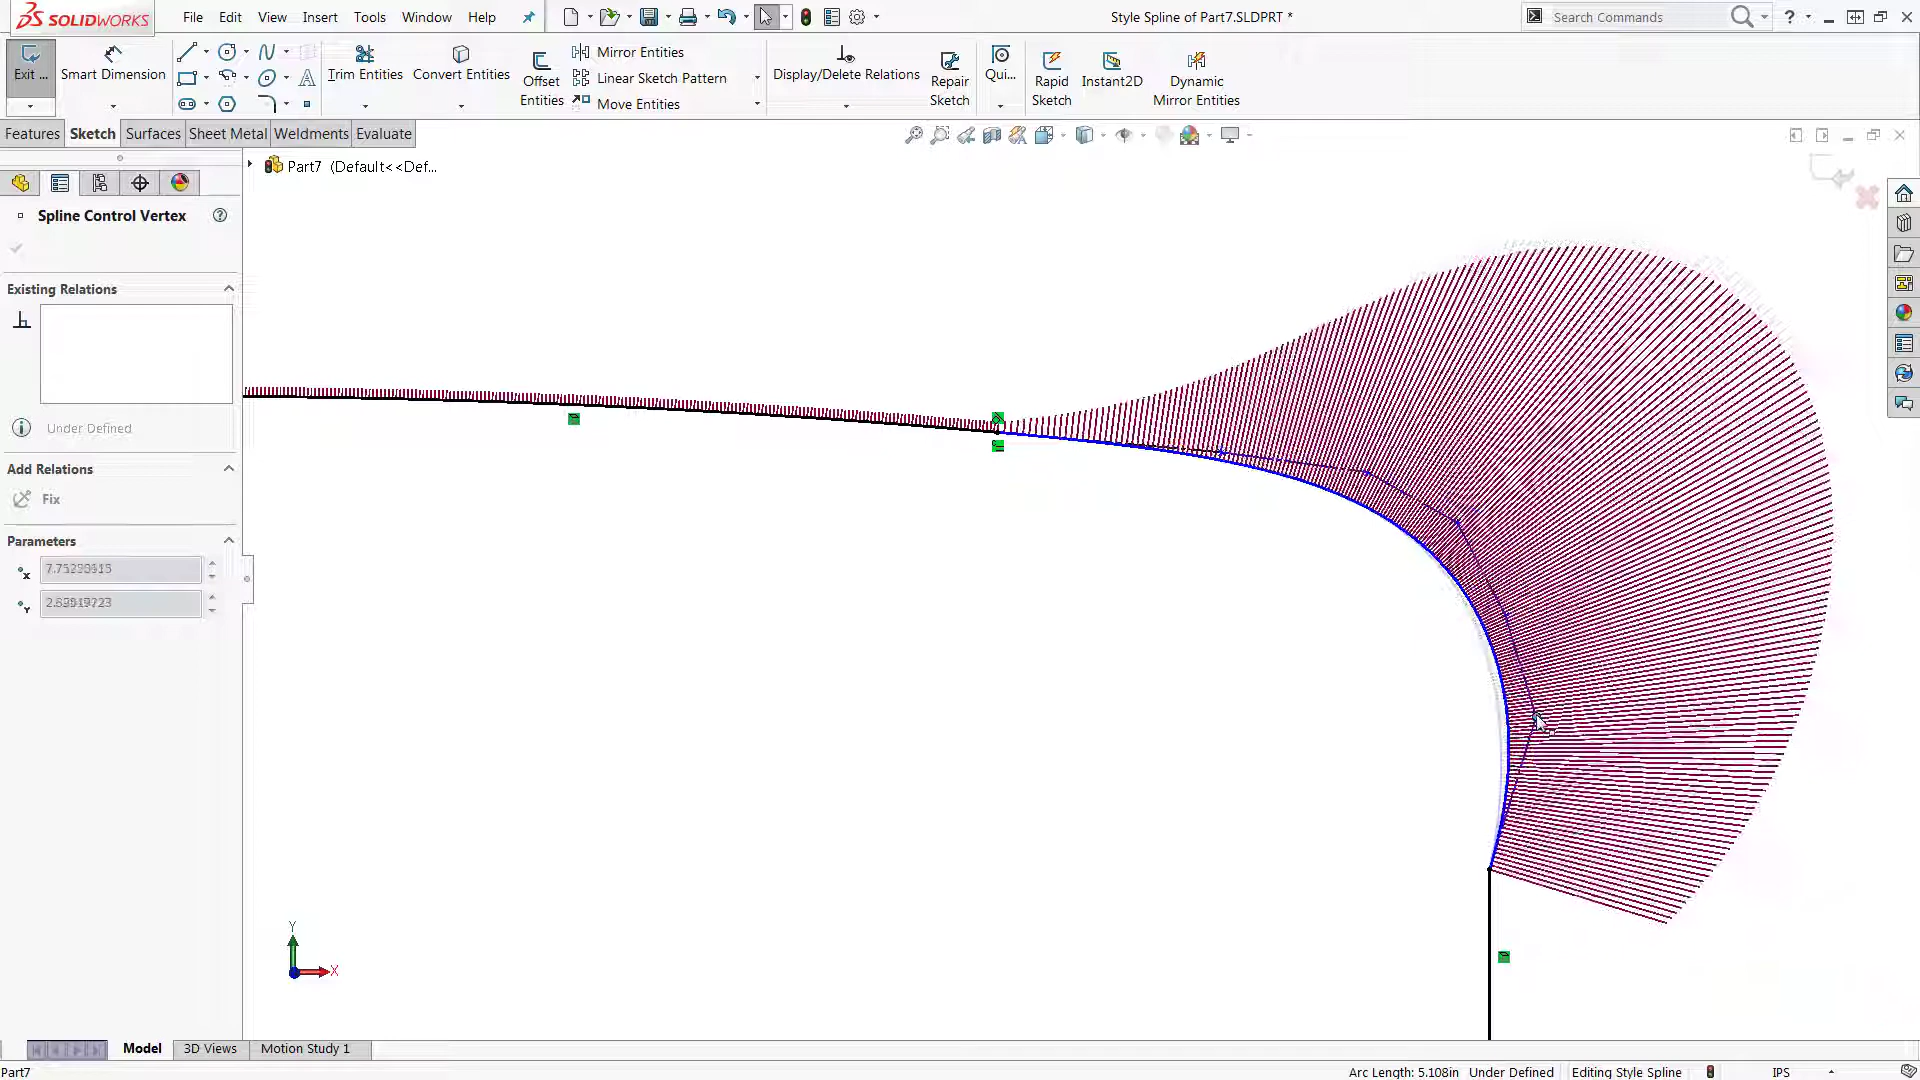 SOLIDWORKS File Edit View Insert Tools Window Help Style Spline of Part7.SLDPRT * Search Commands ?
Exit ... Smart Dimension Trim Entities Convert Entities Offset Entities Mirror Entities Linear Sketch Pattern Move Entities Display/Delete Relations Repair Sketch Qui... Rapid Sketch Instant2D Dynamic Mirror Entities
Features Sketch Surfaces Sheet Metal Weldments Evaluate
Part7 (Default<<Def...
Spline Control Vertex ?
Existing Relations
Under Defined
Add Relations
Fix
Parameters
X
Y
Y
X
Model 3D Views Motion Study 1
Part7 Arc Length: 5.108in Under Defined Editing Style Spline IPS